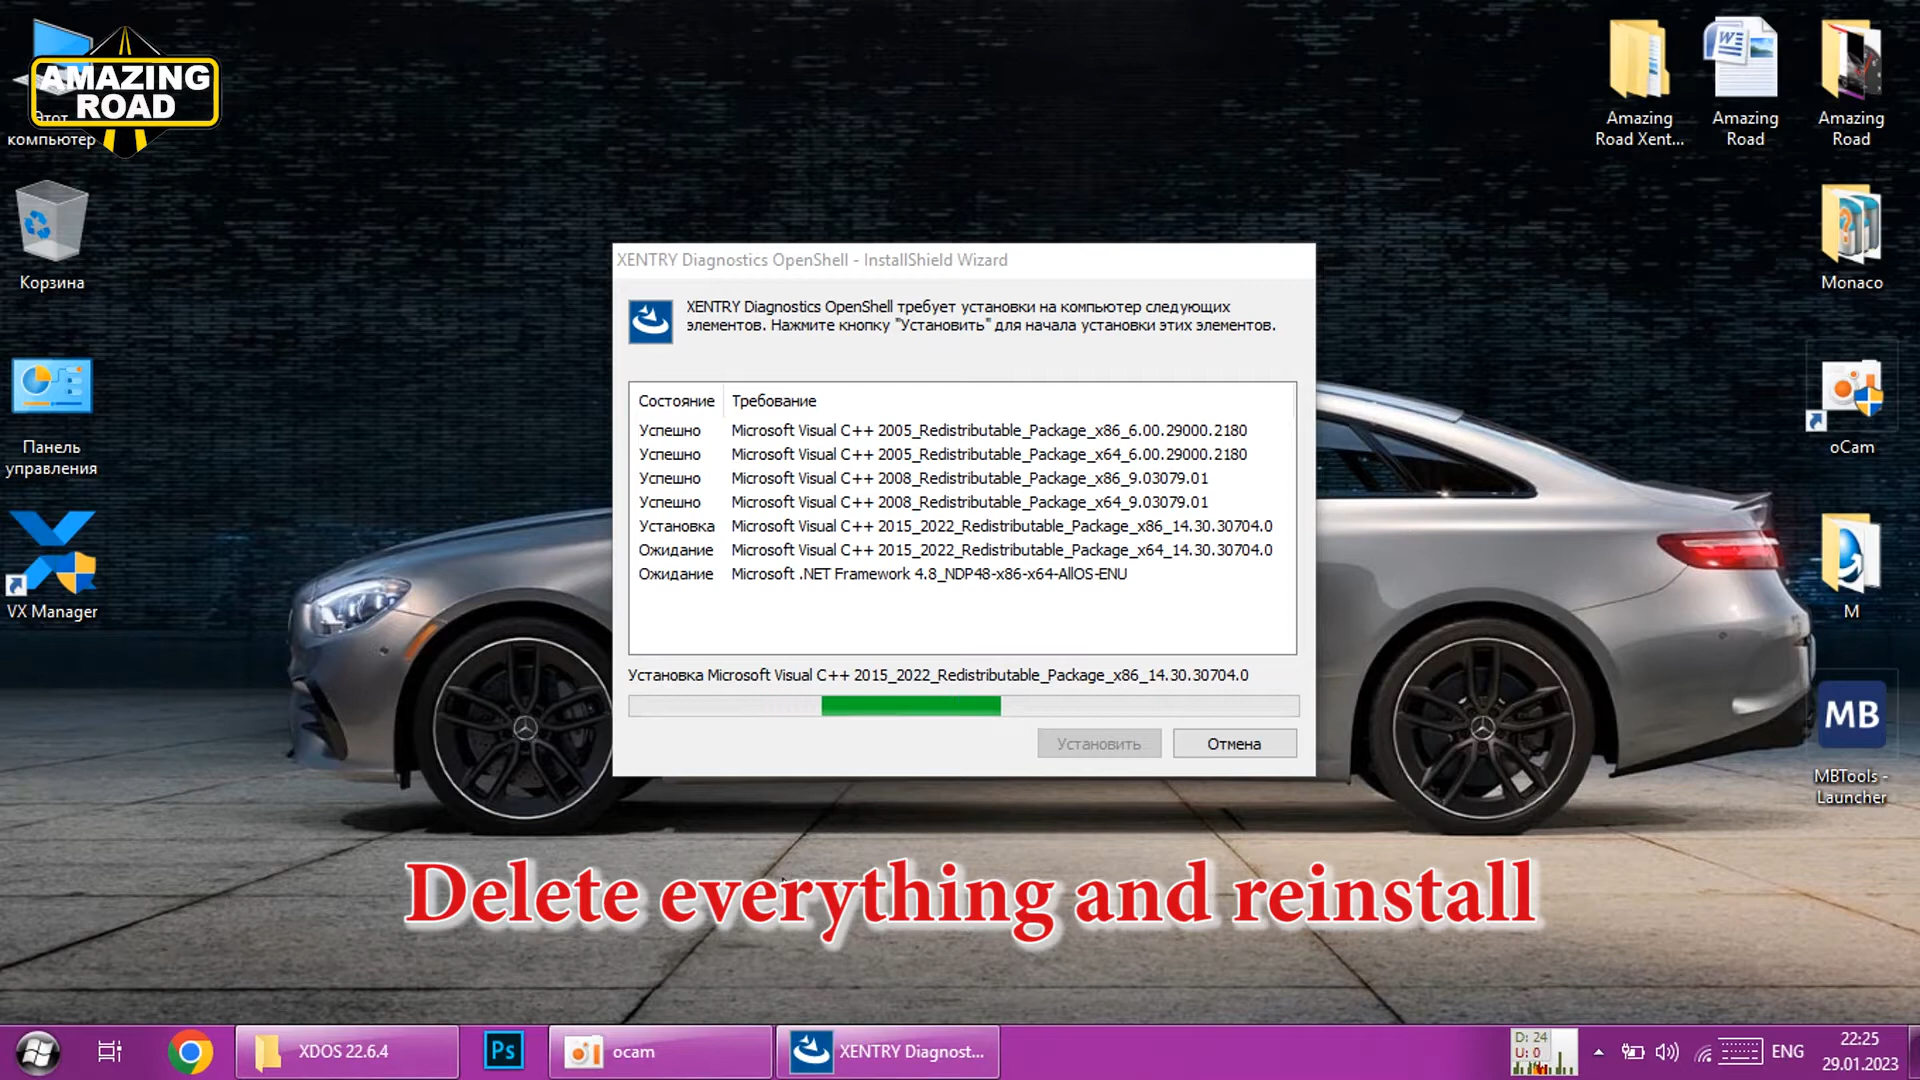 AMAZING
ROAD
Этот
компьютер
Корзина
Панель
управления
VX Manager
Amazing
Road Xent...
Amazing
Road
Amazing
Road
Monaco
oCam
M
MB
MBTools -
Launcher
XENTRY Diagnostics OpenShell - InstallShield Wizard
XENTRY Diagnostics OpenShell требует установки на компьютер следующих
элементов. Нажмите кнопку "Установить" для начала установки этих элементов.
Состояние Требование
Успешно Microsoft Visual C++ 2005_Redistributable_Package_x86_6.00.29000.2180
Успешно Microsoft Visual C++ 2005_Redistributable_Package_x64_6.00.29000.2180
Успешно Microsoft Visual C++ 2008_Redistributable_Package_x86_9.03079.01
Успешно Microsoft Visual C++ 2008_Redistributable_Package_x64_9.03079.01
Установка Microsoft Visual C++ 2015_2022_Redistributable_Package_x86_14.30.30704.0
Ожидание Microsoft Visual C++ 2015_2022_Redistributable_Package_x64_14.30.30704.0
Ожидание Microsoft .NET Framework 4.8_NDP48-x86-x64-AllOS-ENU
Установка Microsoft Visual C++ 2015_2022_Redistributable_Package_x86_14.30.30704.0
Установить Отмена
Delete everything and reinstall
XDOS 22.6.4
Ps
ocam
XENTRY Diagnost...
D: 24
U: 0
ENG
22:25
29.01.2023